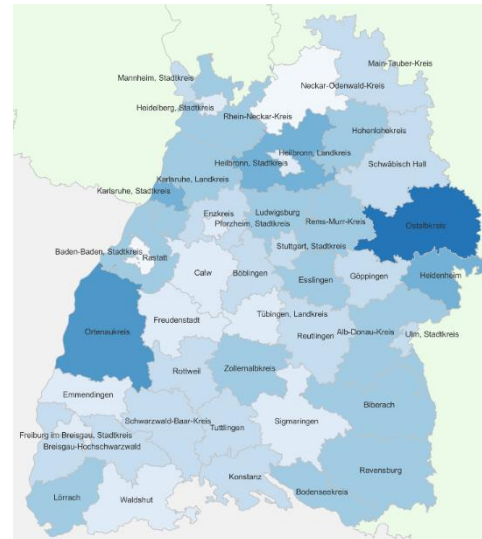 Main-Tauber-Kreis
Mannheim, Stadtkreis
Neckar-Odenwald-Kreis
Heidelberg, Stadtkreis
Rhein-Neckar-Kreis
Hohenlohekreis
Heilbronn, Landkreis
Heilbronn, Stadtkreis
Schwäbisch Hall
Karlsruhe, Landkreis
Karlsruhe, Stadtkreis
Enzkreis
Ludwigsburg
Pforzheim, Stadtkreis
Rems-Murr-Kreis
Ostalbkreis
Stuttgart, Stadtkreis
Baden-Baden, Stadtkreis
Rastatt
Calw
Böblingen
Esslingen
Göppingen
Heidenheim
Tübingen, Landkreis
Freudenstadt
Ortenaukreis
Reutlingen
Alb-Donau-Kreis
Ulm, Stadtkreis
Rottweil
Zollernalbkreis
Emmendingen
Biberach
Schwarzwald-Baar-Kreis
Tuttlingen
Sigmaringen
Freiburg im Breisgau, Stadtkreis
Breisgau-Hochschwarzwald
Konstanz
Ravensburg
Lörrach
Waldshut
Bodenseekreis